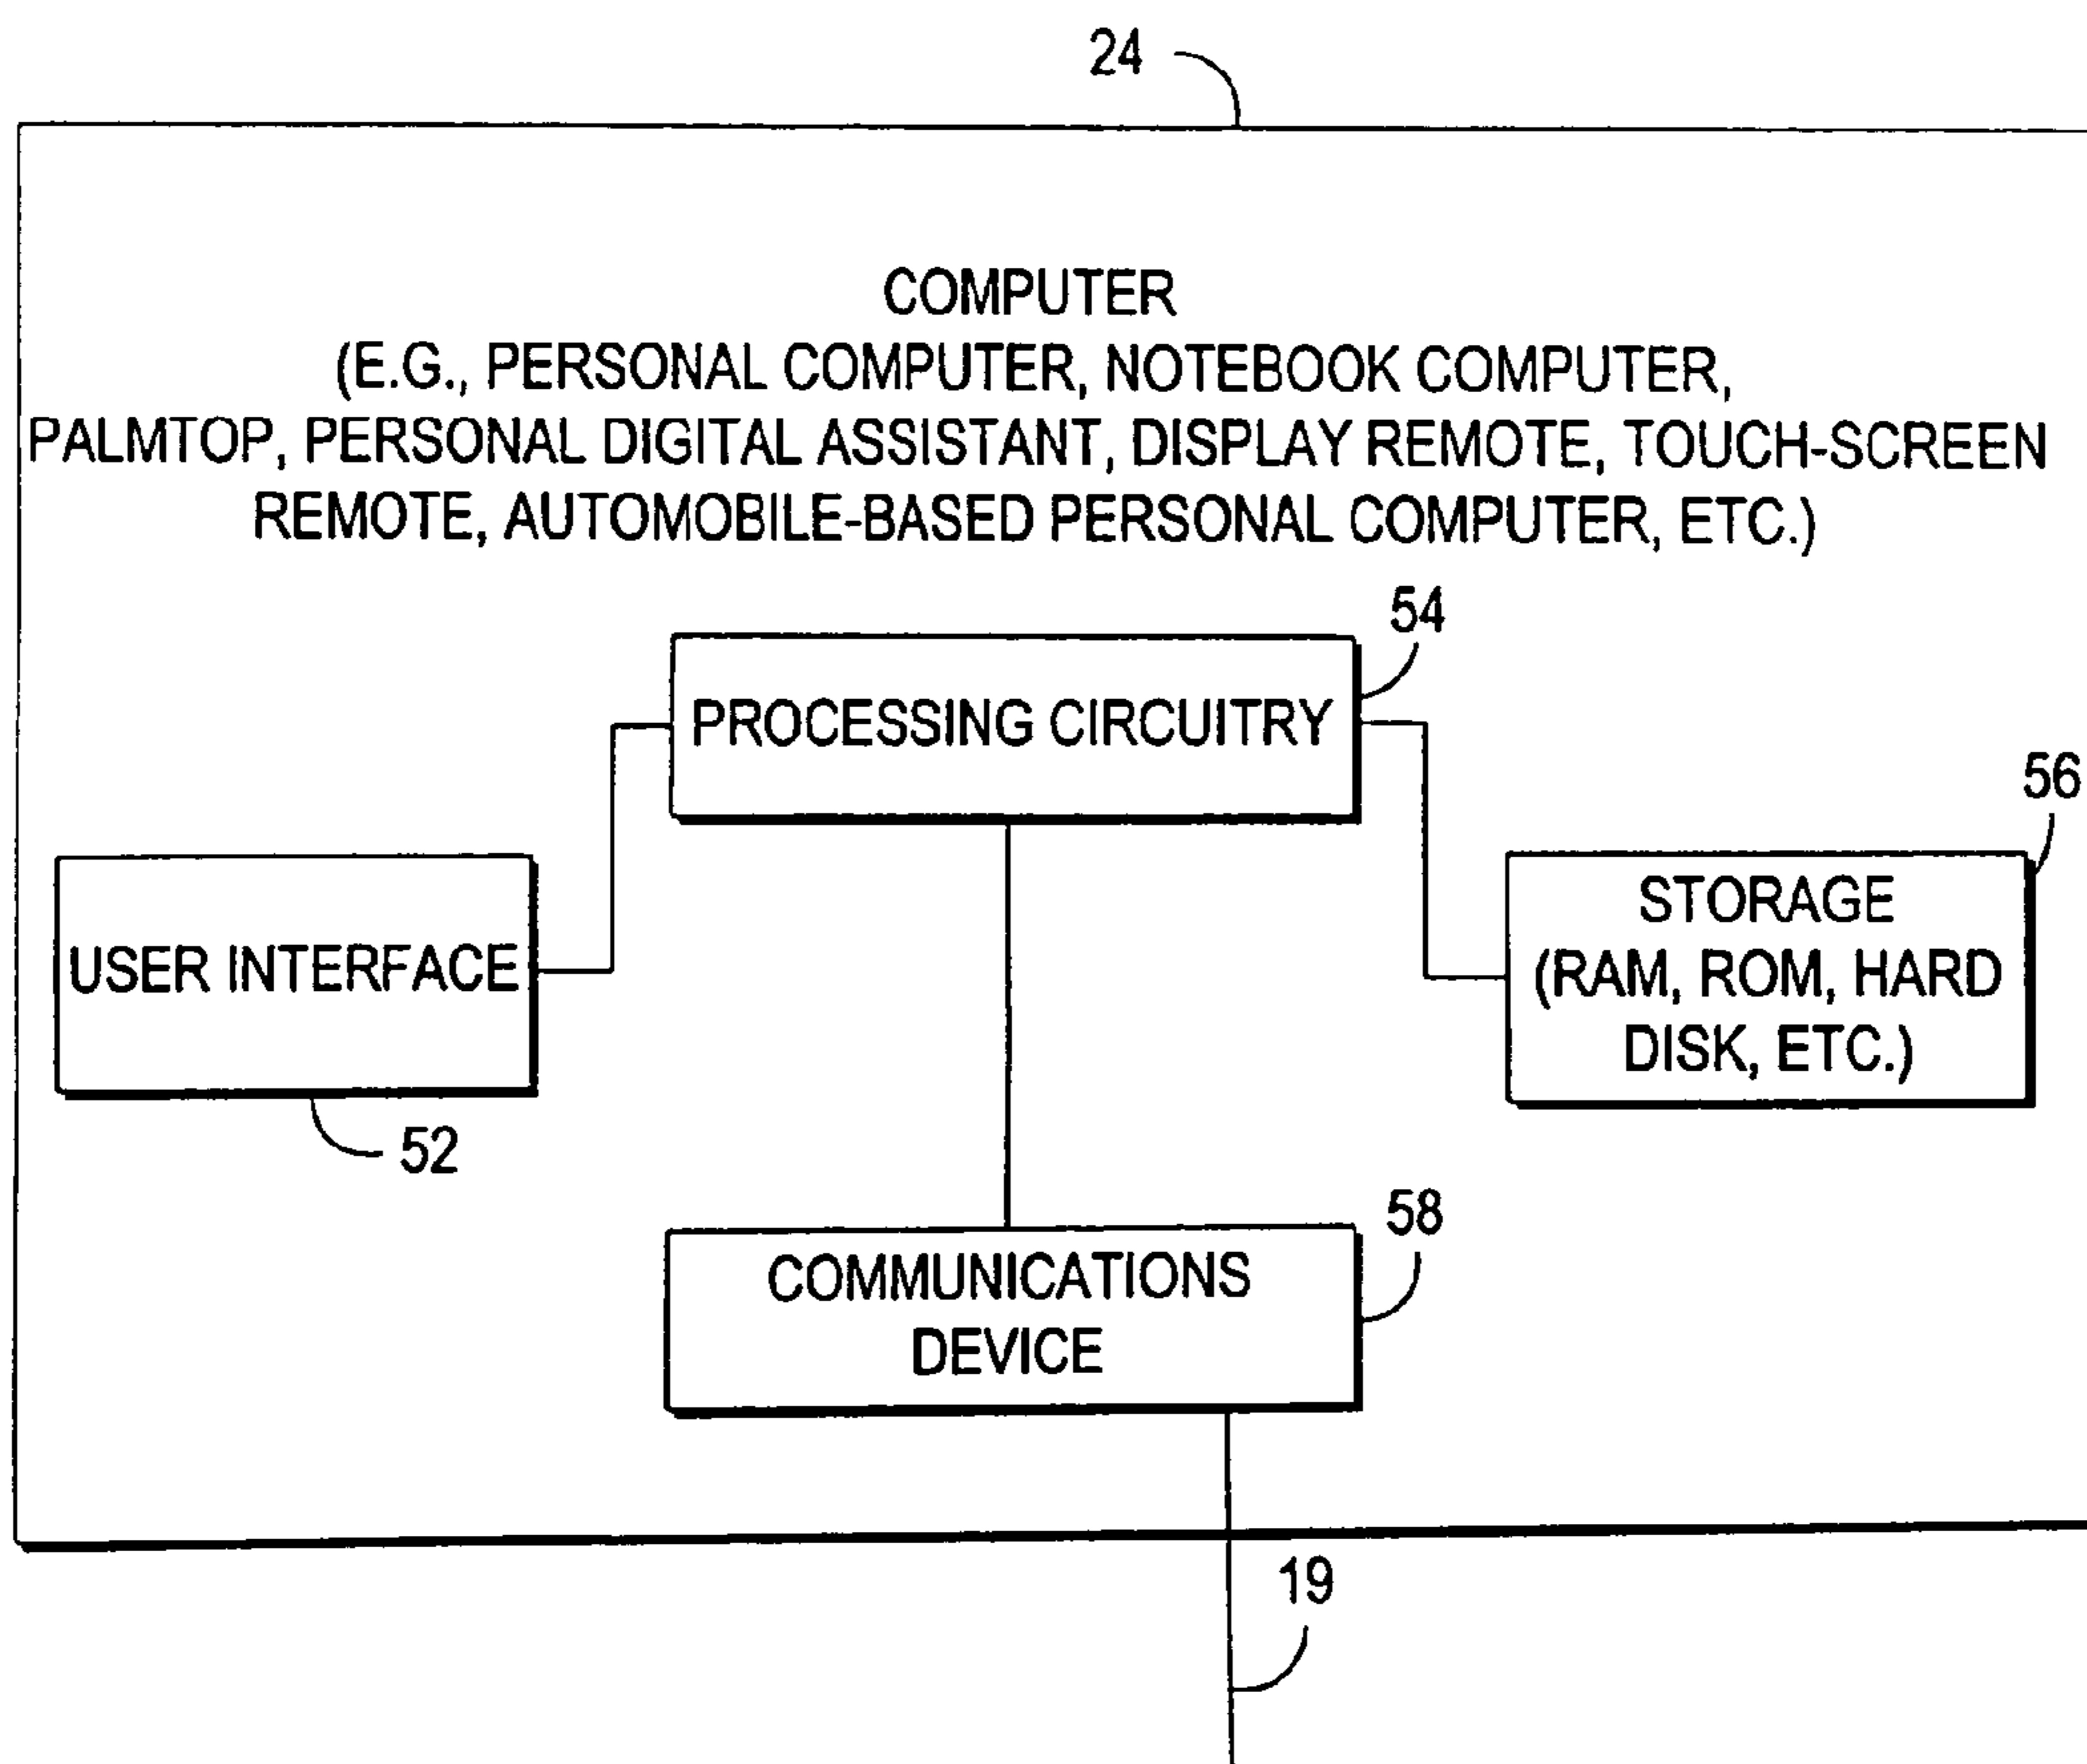 24
COMPUTER
(E.G., PERSONAL COMPUTER, NOTEBOOK COMPUTER,
PALMTOP, PERSONAL DIGITAL ASSISTANT, DISPLAY REMOTE, TOUCH-SCREEN
REMOTE, AUTOMOBILE-BASED PERSONAL COMPUTER, ETC.)
54
PROCESSING CIRCUITRY
56
USER INTERFACE
STORAGE
(RAM, ROM, HARD
DISK, ETC.)
52
58
COMMUNICATIONS
DEVICE
19